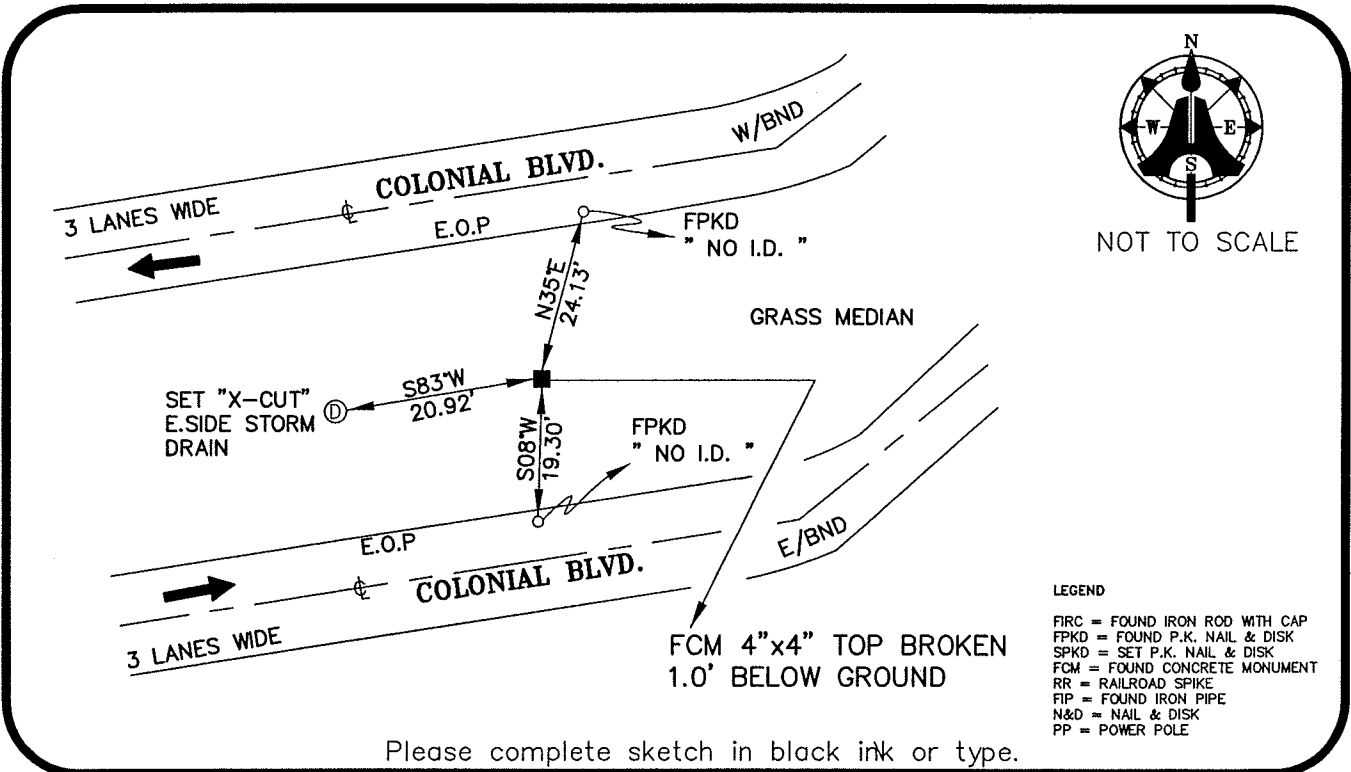 N
W E
S
NOT TO SCALE
W/BND
COLONIAL BLVD.
3 LANES WIDE
℄
E.O.P
FPKD
" NO I.D. "
N35°E
24.13'
GRASS MEDIAN
SET "X-CUT"
E.SIDE STORM
DRAIN
D
S83°W
20.92'
S08°W
19.30'
FPKD
" NO I.D. "
E.O.P
E/BND
℄
COLONIAL BLVD.
3 LANES WIDE
FCM 4"x4" TOP BROKEN
1.0' BELOW GROUND
LEGEND
FIRC = FOUND IRON ROD WITH CAP
FPKD = FOUND P.K. NAIL & DISK
SPKD = SET P.K. NAIL & DISK
FCM = FOUND CONCRETE MONUMENT
RR = RAILROAD SPIKE
FIP = FOUND IRON PIPE
N&D = NAIL & DISK
PP = POWER POLE
Please complete sketch in black ink or type.